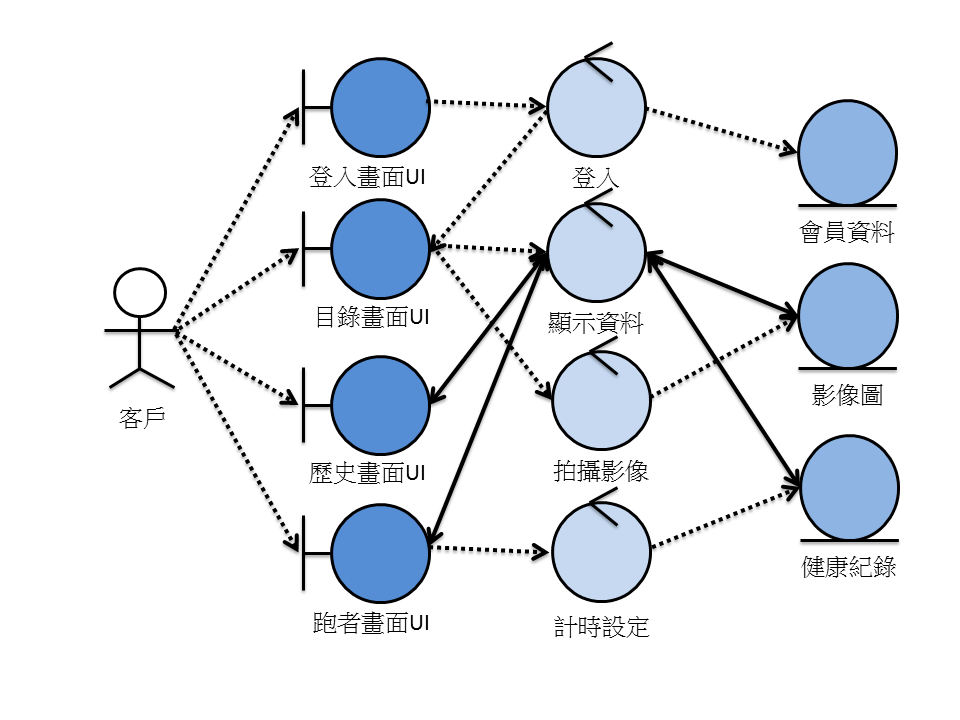 登入畫面UI
登入
會員資料
目錄畫面UI
顯示資料
影像圖
客戶
歷史畫面UI
拍攝影像
健康紀錄
跑者畫面UI
計時設定